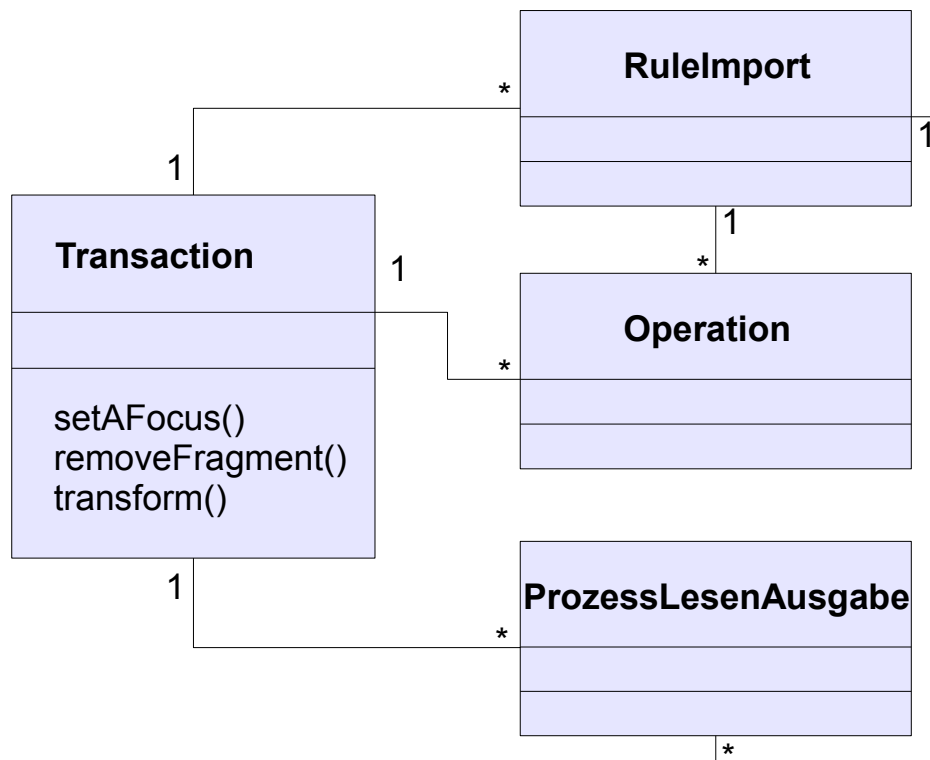 RuleImport
*
1
1
1
Transaction
1
*
Operation
*
setAFocus()
removeFragment()
transform()
1
ProzessLesenAusgabe
*
*